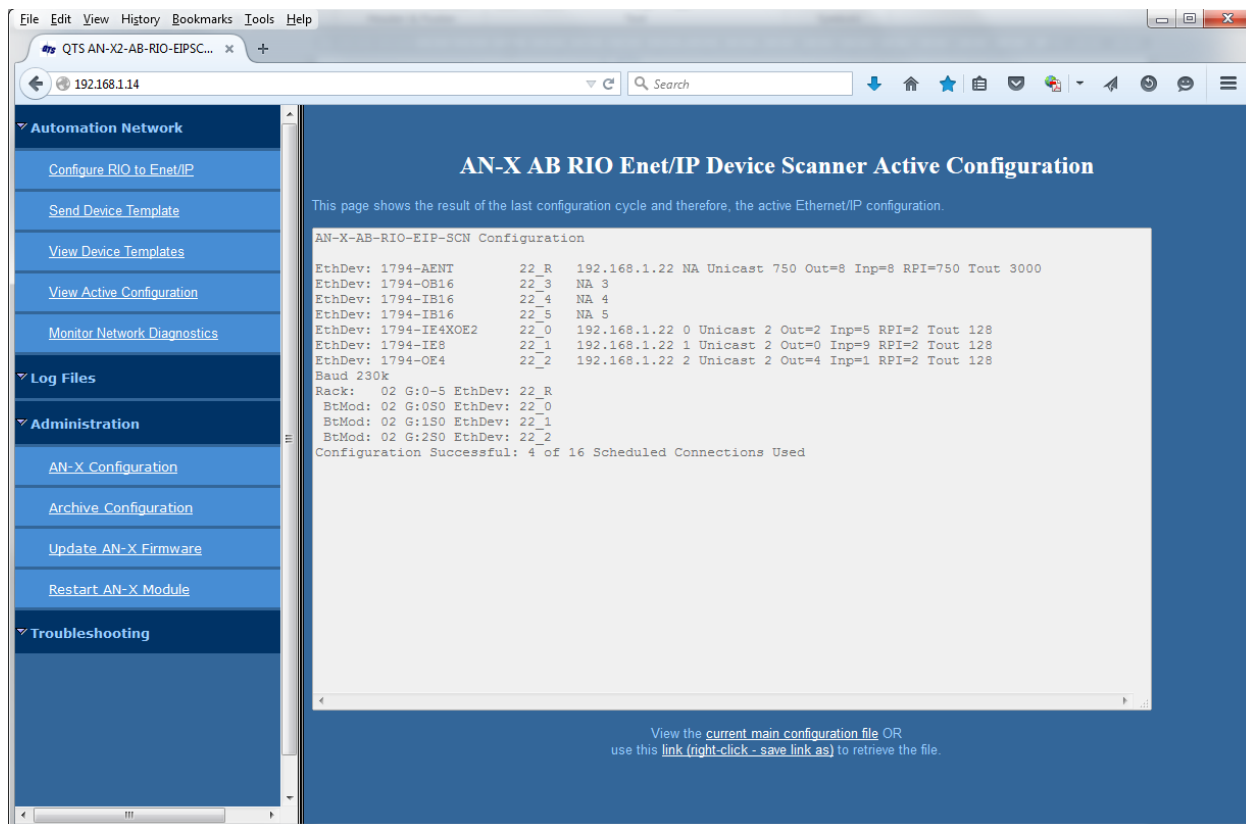 File Edit View History Bookmarks Tools Help
QTS AN-X2-AB-RIO-EIPSC...
192.168.1.14
Search
Automation Network
Configure RIO to Enet/IP
Send Device Template
View Device Templates
View Active Configuration
Monitor Network Diagnostics
Log Files
Administration
AN-X Configuration
Archive Configuration
Update AN-X Firmware
Restart AN-X Module
Troubleshooting
AN-X AB RIO Enet/IP Device Scanner Active Configuration
This page shows the result of the last configuration cycle and therefore, the active Ethernet/IP configuration.
AN-X-AB-RIO-EIP-SCN Configuration
EthDev: 1794-AENT 22_R 192.168.1.22 NA Unicast 750 Out=8 Inp=8 RPI=750 Tout 3000
EthDev: 1794-OB16 22_3 NA 3
EthDev: 1794-IB16 22_4 NA 4
EthDev: 1794-IB16 22_5 NA 5
EthDev: 1794-IE4XOE2 22_0 192.168.1.22 0 Unicast 2 Out=2 Inp=5 RPI=2 Tout 128
EthDev: 1794-IE8 22_1 192.168.1.22 1 Unicast 2 Out=0 Inp=9 RPI=2 Tout 128
EthDev: 1794-OE4 22_2 192.168.1.22 2 Unicast 2 Out=4 Inp=1 RPI=2 Tout 128
Baud 230k
Rack: 02 G:0-5 EthDev: 22_R
BtMod: 02 G:0S0 EthDev: 22_0
BtMod: 02 G:1S0 EthDev: 22_1
BtMod: 02 G:2S0 EthDev: 22_2
Configuration Successful: 4 of 16 Scheduled Connections Used
View the current main configuration file OR
use this link (right-click - save link as) to retrieve the file.